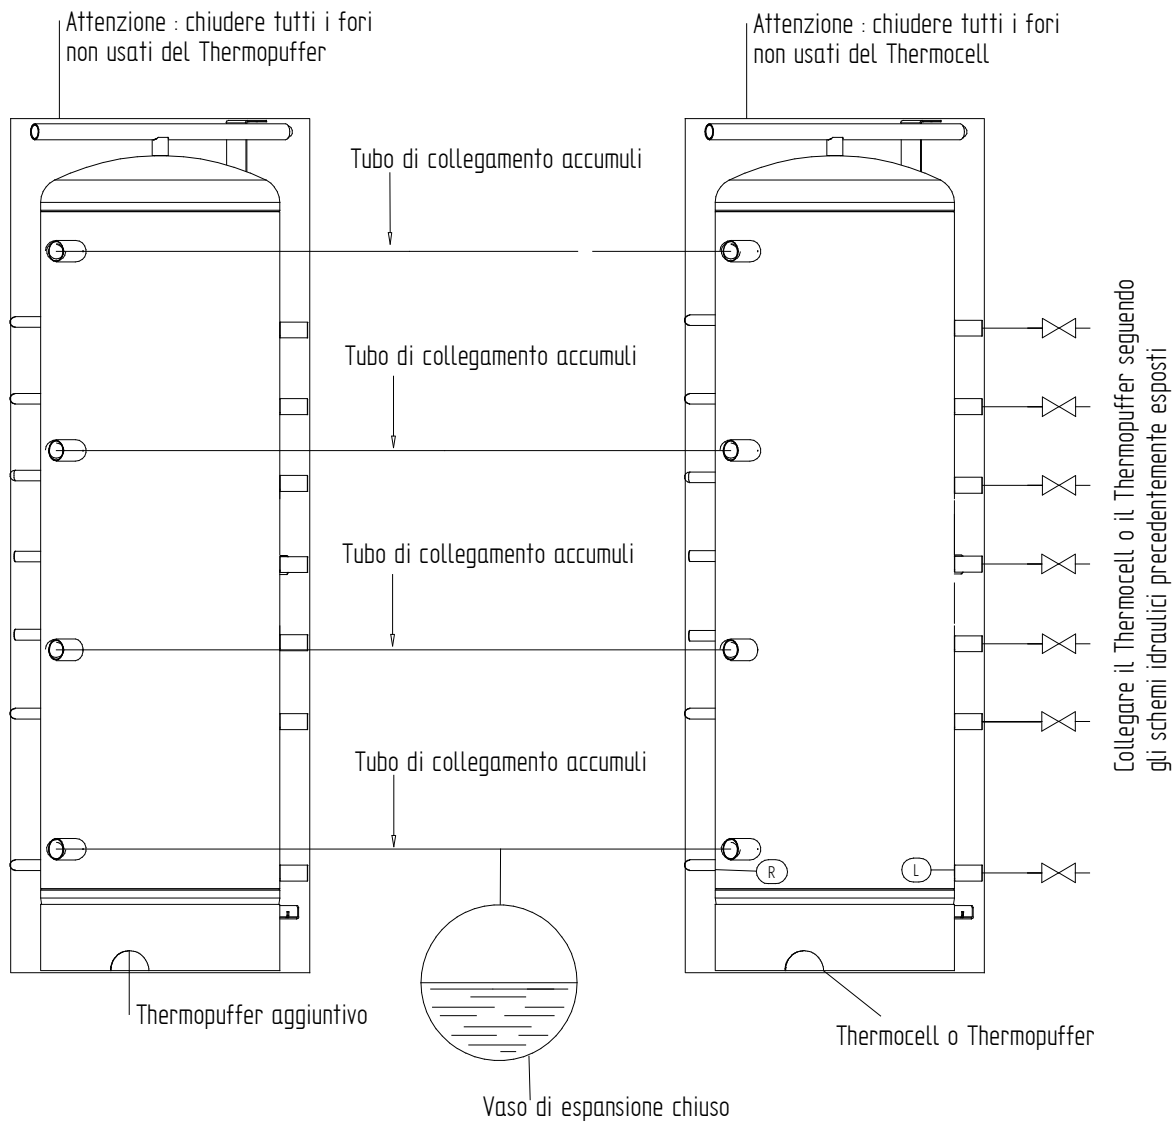 Attenzione : chiudere tutti i fori
non usati del Thermopuffer
Attenzione : chiudere tutti i fori
non usati del Thermocell
Tubo di collegamento accumuli
Tubo di collegamento accumuli
Tubo di collegamento accumuli
Tubo di collegamento accumuli
Collegare il Thermocell o il Thermopuffer seguendo
gli schemi idraulici precedentemente esposti
R
L
Thermopuffer aggiuntivo
Thermocell o Thermopuffer
Vaso di espansione chiuso